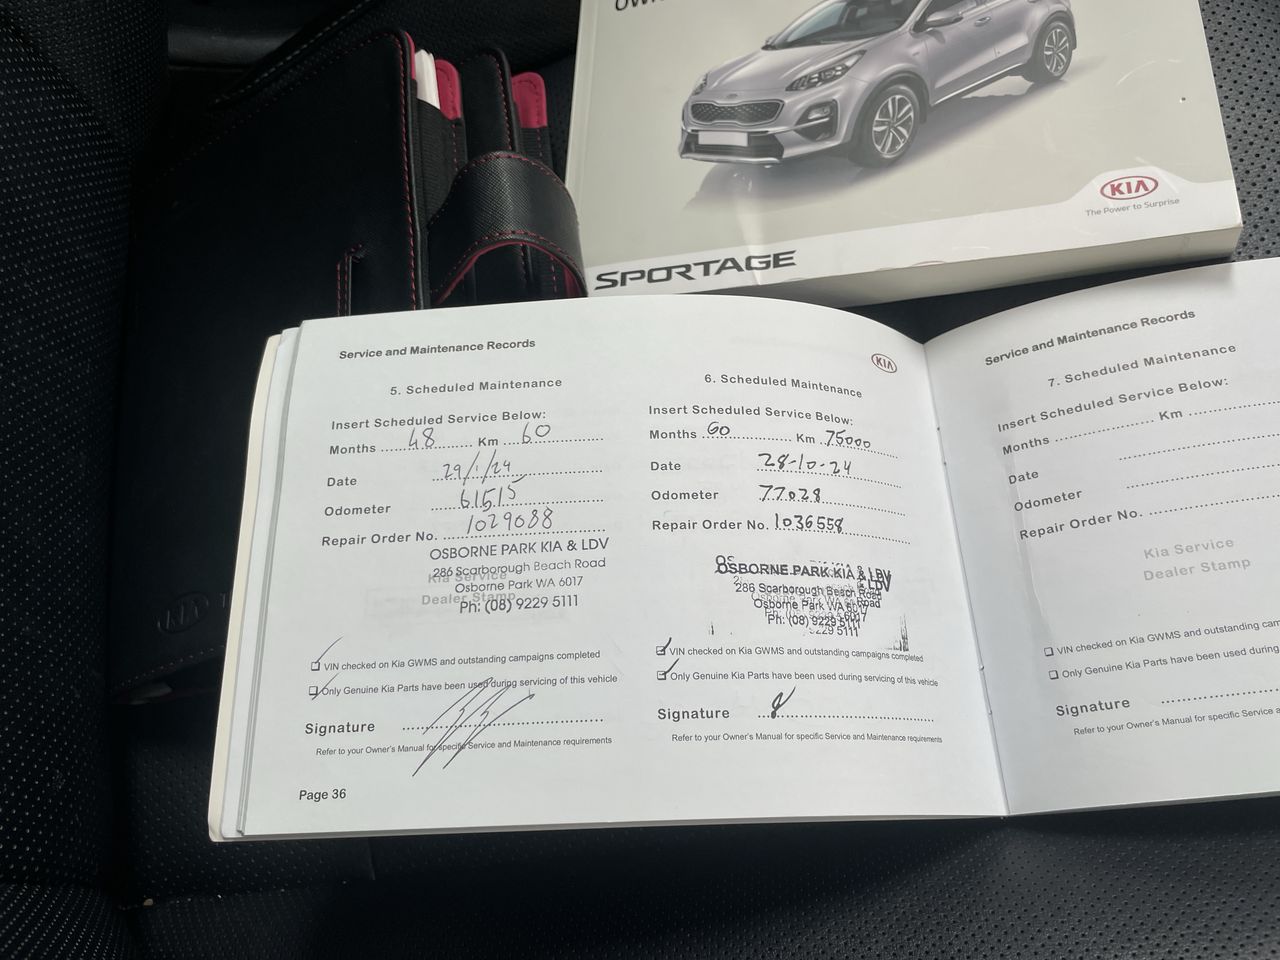 OWN
KIA
The Power to Surprise
SPORTAGE
Service and Maintenance Records
5. Scheduled Maintenance
Insert Scheduled Service Below:
Months 48 Km 60
Date 29/1/24
Odometer 61515
Repair Order No. 1029088
OSBORNE PARK KIA & LDV
286 Scarborough Beach Road
Kia Service
Osborne Park WA 6017
Dealer Stamp
Ph: (08) 9229 5111
VIN checked on Kia GWMS and outstanding campaigns completed
Only Genuine Kia Parts have been used during servicing of this vehicle
Signature
Refer to your Owner's Manual for specific Service and Maintenance requirements
Page 36
KIA
6. Scheduled Maintenance
Insert Scheduled Service Below:
Months 60 Km 75000
Date 28-10-24
Odometer 77028
Repair Order No. 1036558
OSBORNE PARK KIA & LDV
286 Scarborough Beach Road
Osborne Park WA 6017
Ph: (08) 9229 5111
VIN checked on Kia GWMS and outstanding campaigns completed
Only Genuine Kia Parts have been used during servicing of this vehicle
Signature
Refer to your Owner's Manual for specific Service and Maintenance requirements
Service and Maintenance Records
7. Scheduled Maintenance
Insert Scheduled Service Below:
Months Km
Date
Odometer
Repair Order No.
Kia Service
Dealer Stamp
VIN checked on Kia GWMS and outstanding cam
Only Genuine Kia Parts have been used during
Signature
Refer to your Owner's Manual for specific Service a
KIA